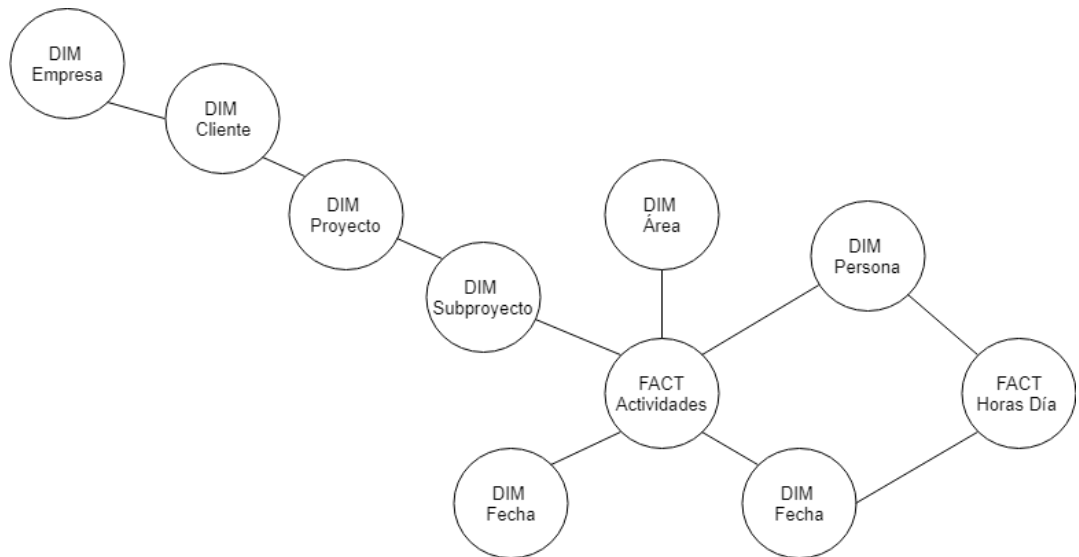 DIM
Empresa
DIM
Cliente
DIM
Proyecto
DIM
Subproyecto
DIM
Área
DIM
Persona
FACT
Actividades
FACT
Horas Día
DIM
Fecha
DIM
Fecha